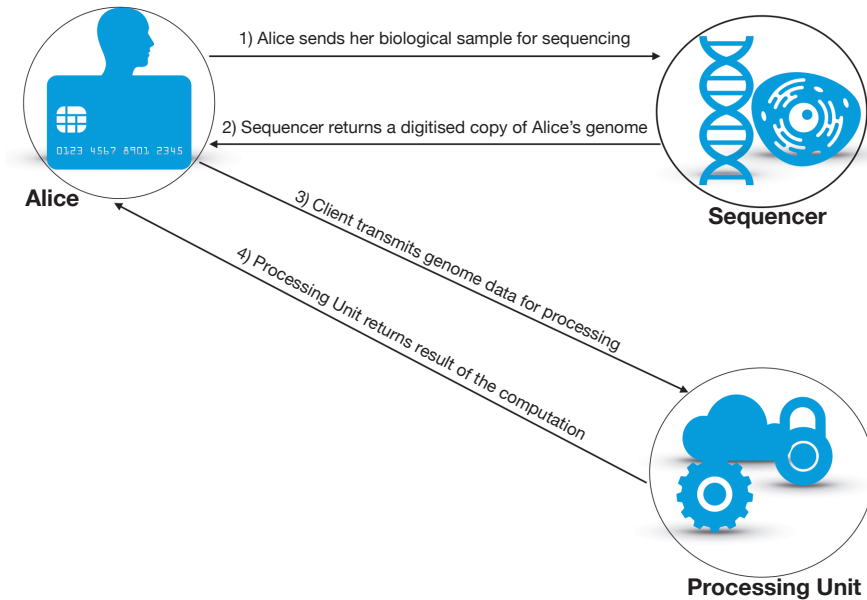 1) Alice sends her biological sample for sequencing
2) Sequencer returns a digitised copy of Alice's genome
0123 4567 8901 2345
Alice
Sequencer
3) Client transmits genome data for processing
4) Processing Unit returns result of the computation
Processing Unit